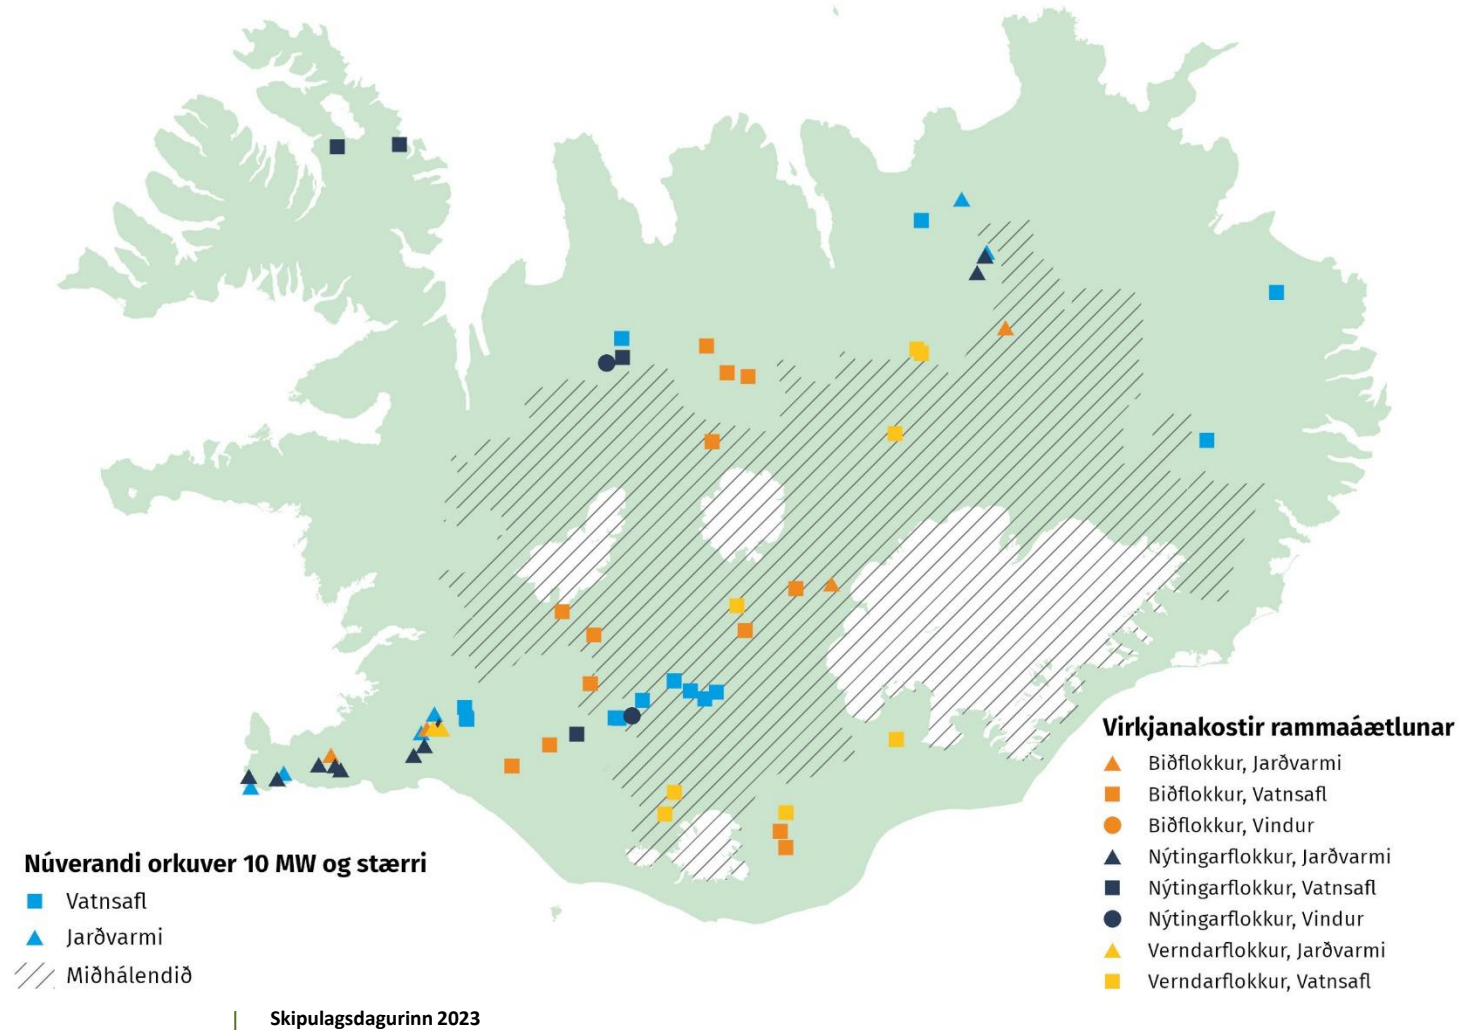 Virkjanakostir rammaáætlunar
Biðflokkur, Jarðvarmi
Biðflokkur, Vatnsafl
Biðflokkur, Vindur
Nýtingarflokkur, Jarðvarmi
Nýtingarflokkur, Vatnsafl
Nýtingarflokkur, Vindur
Verndarflokkur, Jarðvarmi
Verndarflokkur, Vatnsafl
Núverandi orkuver 10 MW og stærri
Vatnsafl
Jarðvarmi
Miðhálendið
Skipulagsdagurinn 2023